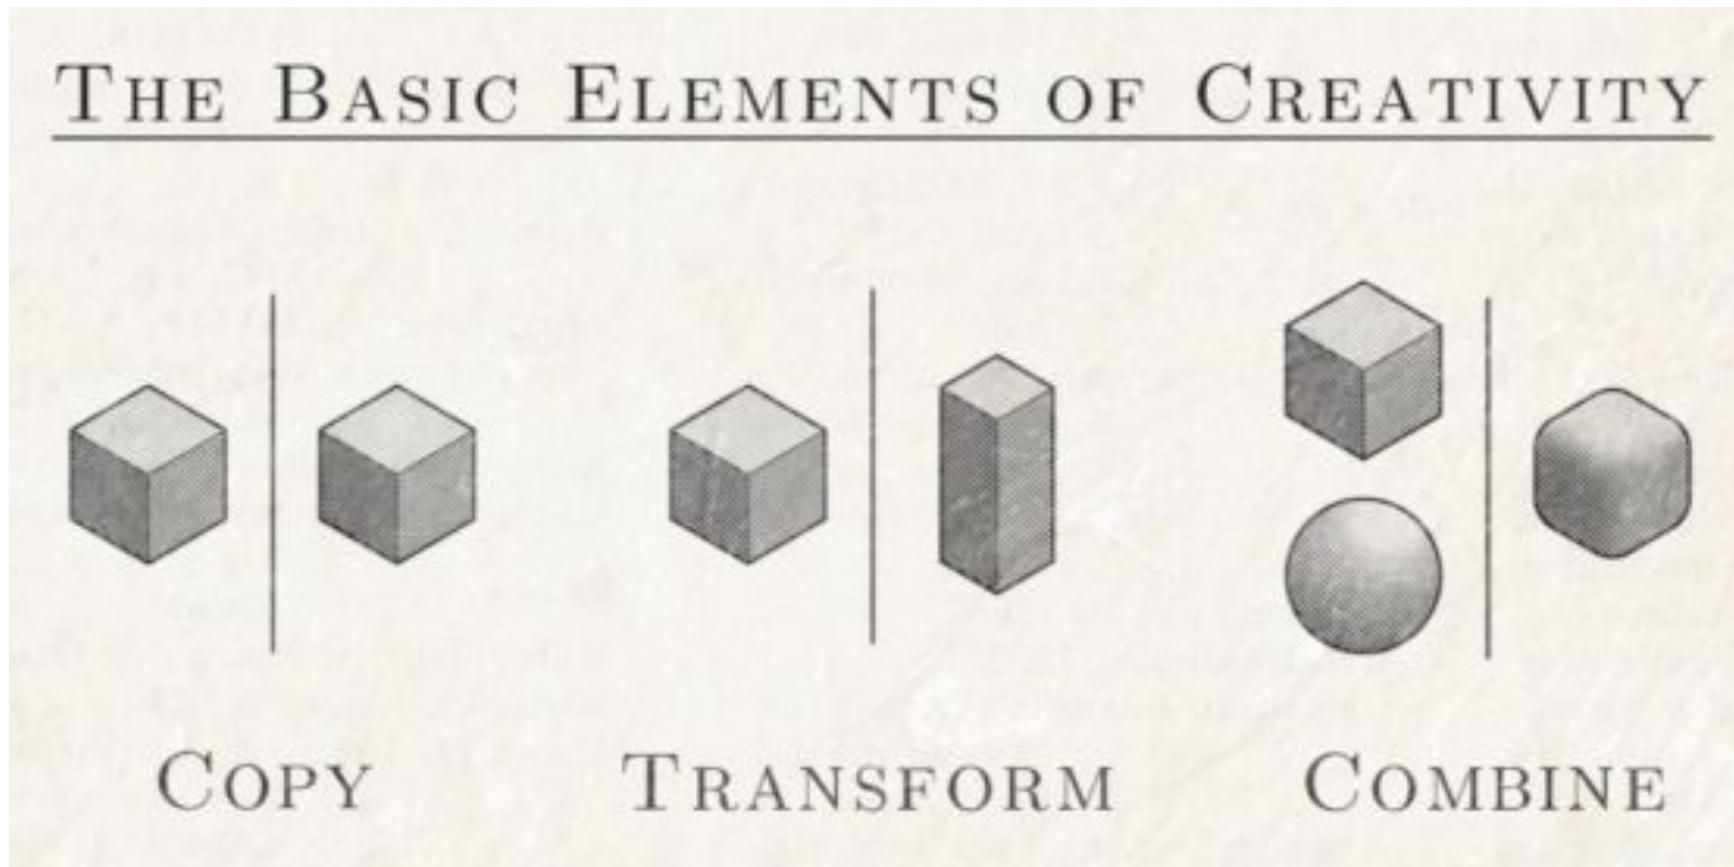 THE BASIC ELEMENTS OF CREATIVITY
COPY
TRANSFORM
COMBINE